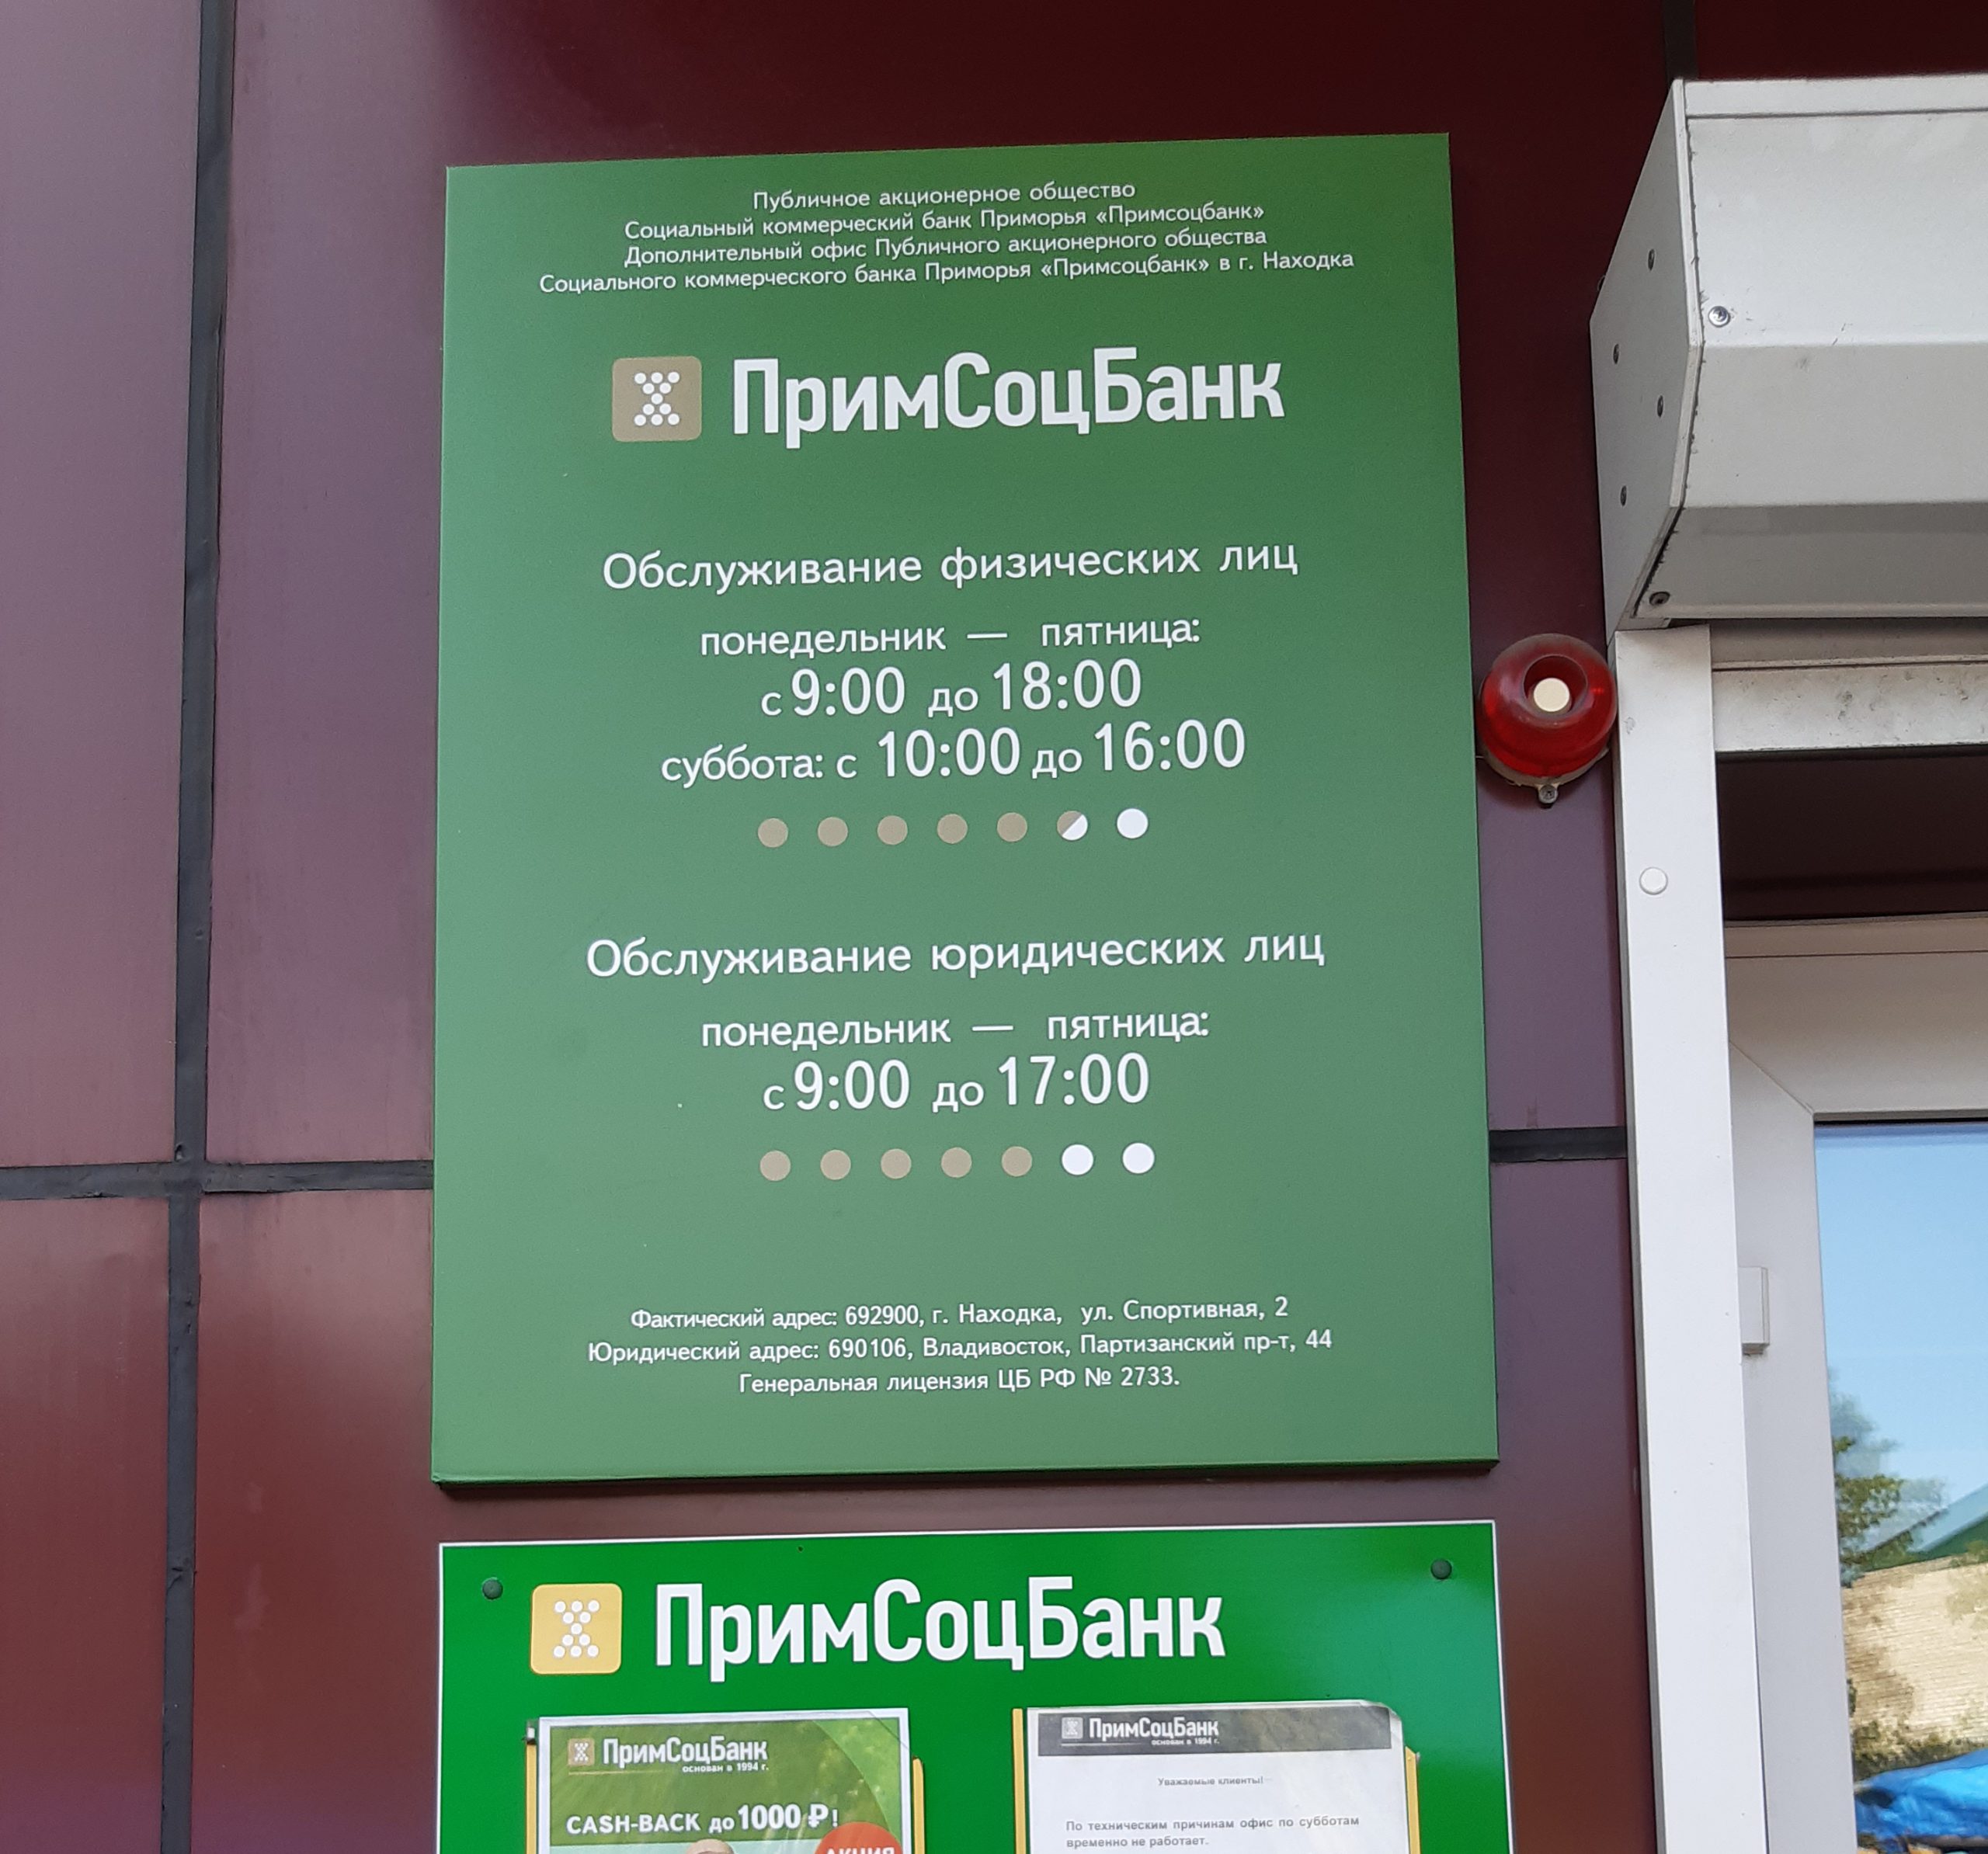 Публичное акционерное общество
Социальный коммерческий банк Приморья «Примсоцбанк»
Дополнительный офис Публичного акционерного общества
Социального коммерческого банка Приморья «Примсоцбанк» в г. Находка
ПримСоцБанк
Обслуживание физических лиц
понедельник — пятница:
с 9:00 до 18:00
суббота: с 10:00 до 16:00
Обслуживание юридических лиц
понедельник — пятница:
с 9:00 до 17:00
Фактический адрес: 692900, г. Находка, ул. Спортивная, 2
Юридический адрес: 690106, Владивосток, Партизанский пр-т, 44
Генеральная лицензия ЦБ РФ № 2733.
ПримСоцБанк
ПримСоцБанк
основан в 1994 г.
CASH-BACK до 1000 ₽!
АКЦИЯ
ПримСоцБанк
основан в 1994 г.
Уважаемые клиенты!
По техническим причинам офис по субботам
временно не работает.